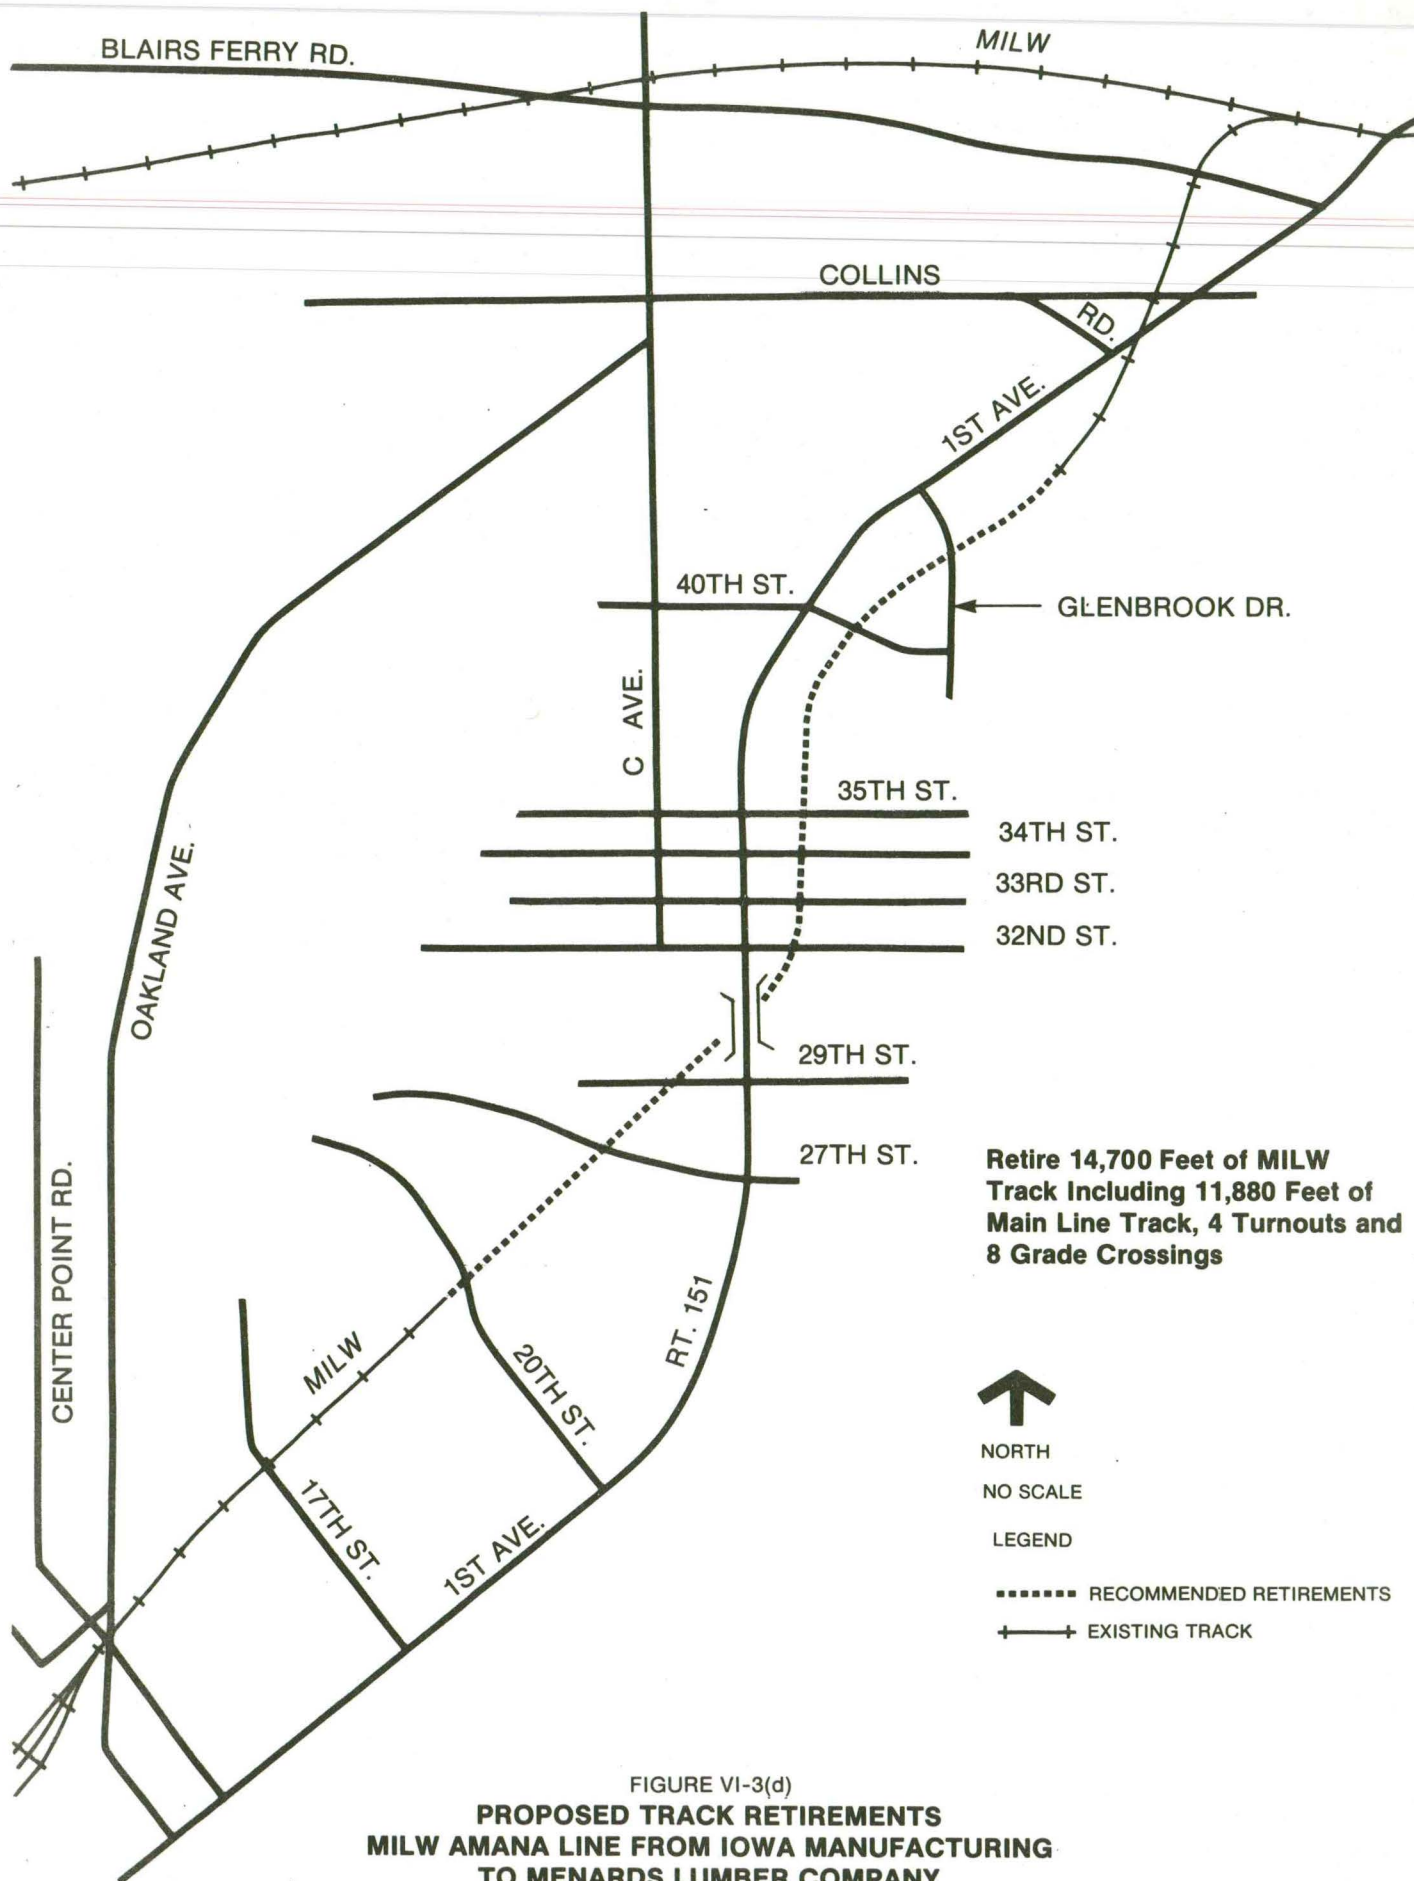 BLAIRS FERRY RD.
MILW
COLLINS
RD.
1ST AVE.
40TH ST.
GLENBROOK DR.
C AVE.
35TH ST.
34TH ST.
33RD ST.
32ND ST.
OAKLAND AVE.
29TH ST.
27TH ST.
Retire 14,700 Feet of MILW
Track Including 11,880 Feet of
Main Line Track, 4 Turnouts and
8 Grade Crossings
CENTER POINT RD.
RT. 151
MILW
20TH ST.
17TH ST.
1ST AVE.
NORTH
NO SCALE
LEGEND
RECOMMENDED RETIREMENTS
EXISTING TRACK
FIGURE VI-3(d)
PROPOSED TRACK RETIREMENTS
MILW AMANA LINE FROM IOWA MANUFACTURING
TO MENARDS LUMBER COMPANY